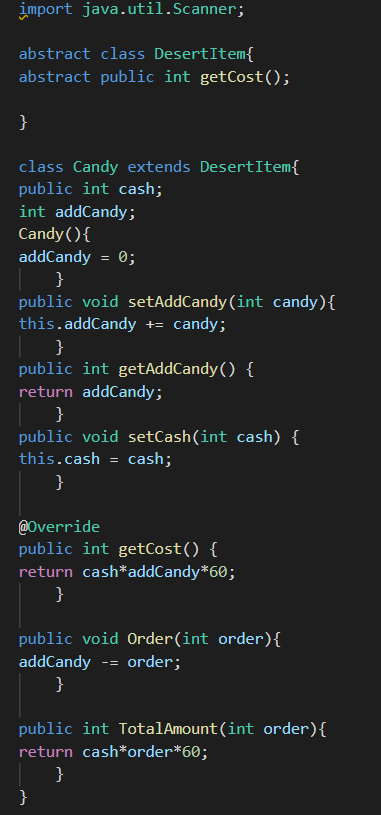 import java.util.Scanner;
abstract class DesertItem{
abstract public int getCost();
}
class Candy extends DesertItem{
public int cash;
int addCandy;
Candy(){
addCandy = 0;
}
public void setAddCandy(int candy){
this.addCandy += candy;
}
public int getAddCandy() {
return addCandy;
}
public void setCash(int cash) {
this.cash = cash;
}
@Override
public int getCost() {
return cash*addCandy*60;
}
public void Order(int order){
addCandy -= order;
}
public int TotalAmount(int order){
return cash*order*60;
}
}